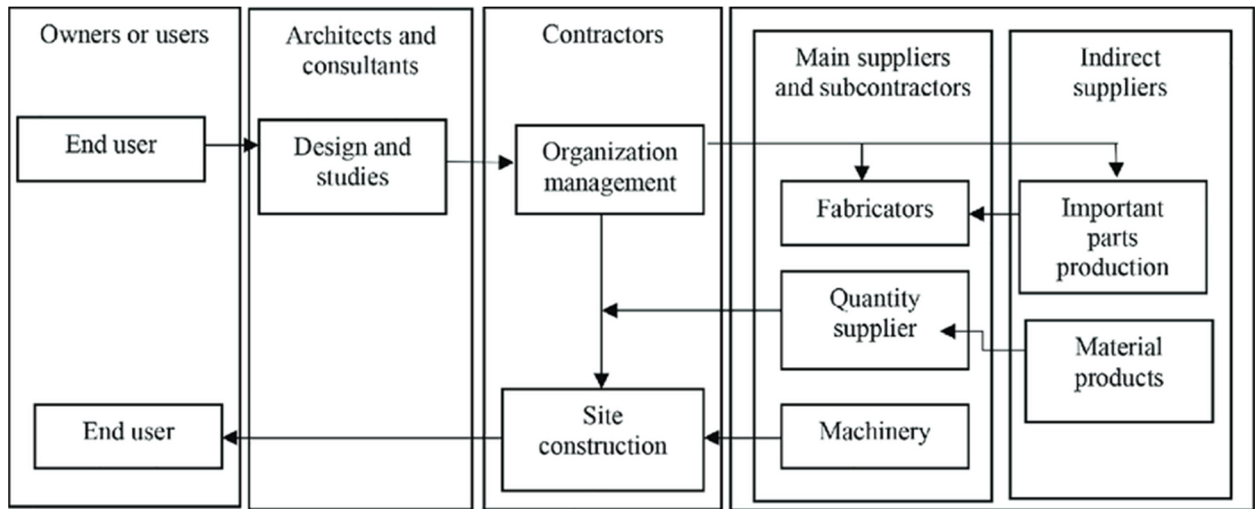 Owners or users
End user
End user
Architects and
consultants
Design and
studies
Contractors
Organization
management
Site
construction
Main suppliers
and subcontractors
Fabricators
Quantity
supplier
Machinery
Indirect
suppliers
Important
parts
production
Material
products